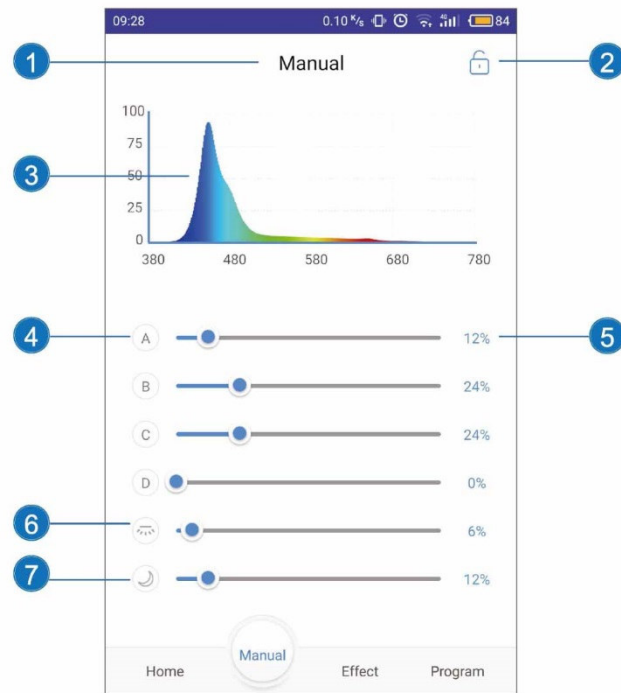 09:28 0.10 K/s 4G 84
1 Manual 2
100
75
3 50
25
0
380 480 580 680 780
4 A 12% 5
B 24%
C 24%
D 0%
6 6%
7 12%
Home Manual Effect Program